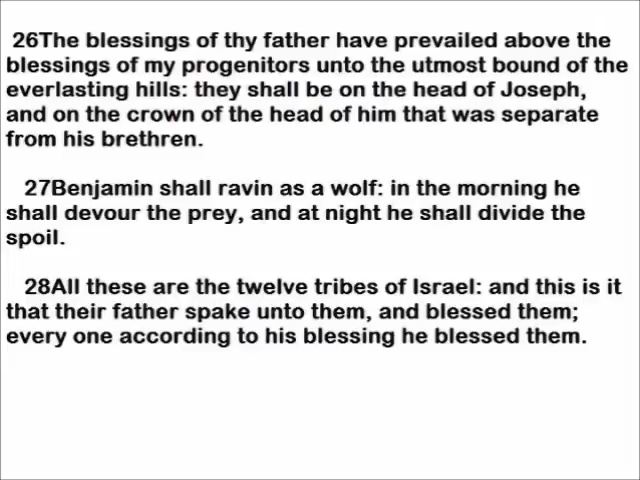 26The blessings of thy father have prevailed above the
blessings of my progenitors unto the utmost bound of the
everlasting hills: they shall be on the head of Joseph,
and on the crown of the head of him that was separate
from his brethren.
27Benjamin shall ravin as a wolf: in the morning he
shall devour the prey, and at night he shall divide the
spoil.
28All these are the twelve tribes of Israel: and this is it
that their father spake unto them, and blessed them;
every one according to his blessing he blessed them.